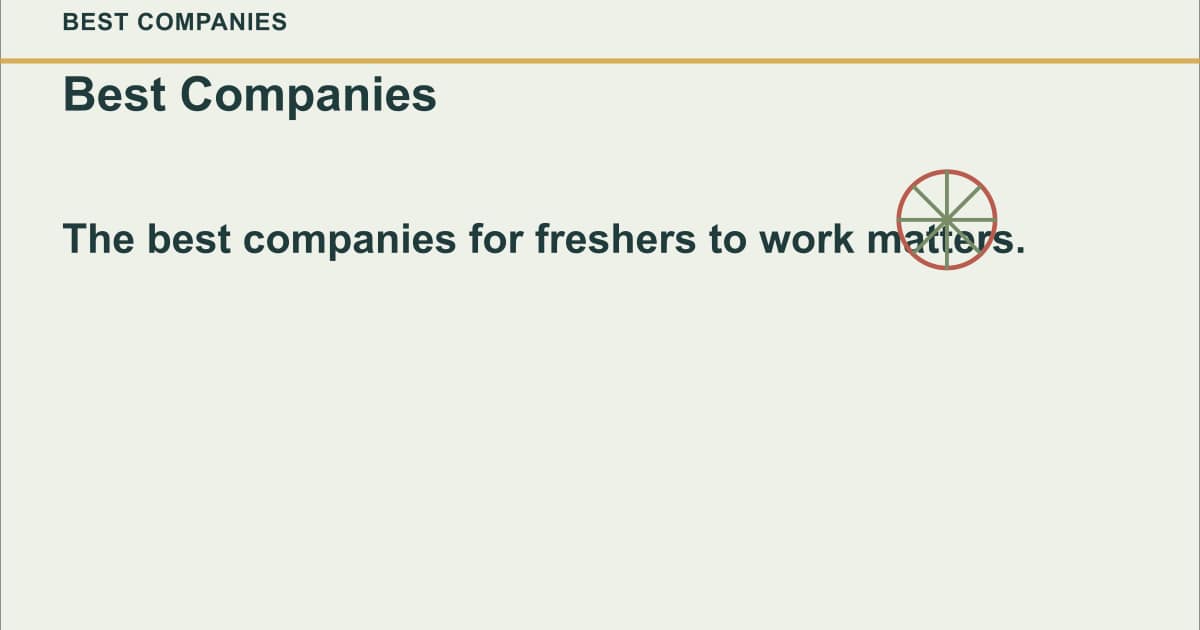 BEST COMPANIES
Best Companies
The best companies for freshers to work matters.